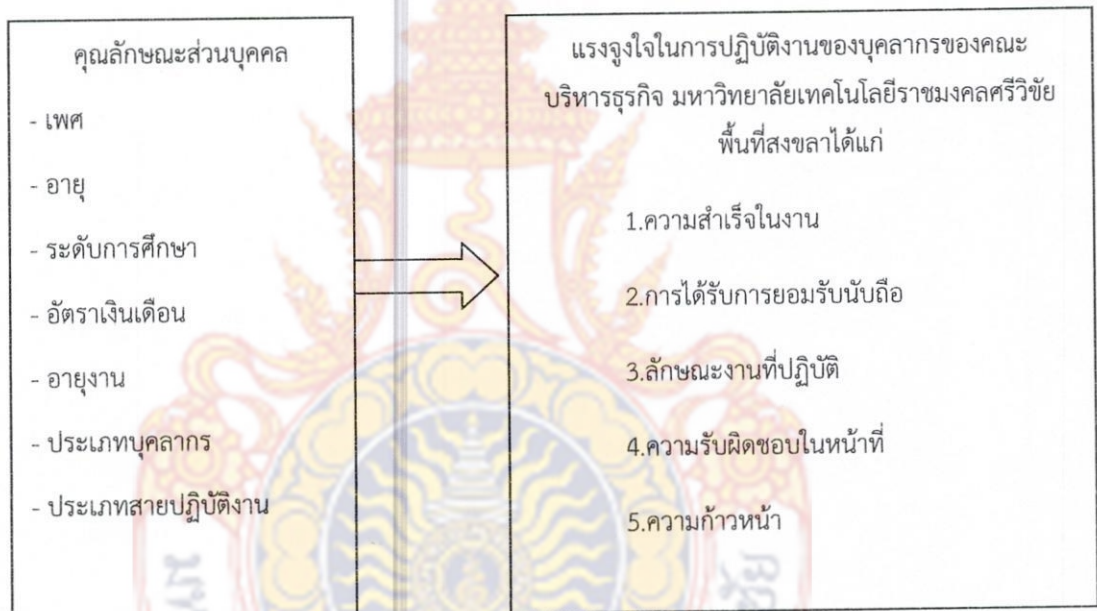 คุณลักษณะส่วนบุคคล
- เพศ
- อายุ
- ระดับการศึกษา
- อัตราเงินเดือน
- อายุงาน
- ประเภทบุคลากร
- ประเภทสายปฏิบัติงาน
แรงจูงใจในการปฏิบัติงานของบุคลากรของคณะ
บริหารธุรกิจ มหาวิทยาลัยเทคโนโลยีราชมงคลศรีวิชัย
พื้นที่สงขลาได้แก่
1.ความสำเร็จในงาน
2.การได้รับการยอมรับนับถือ
3.ลักษณะงานที่ปฏิบัติ
4.ความรับผิดชอบในหน้าที่
5.ความก้าวหน้า